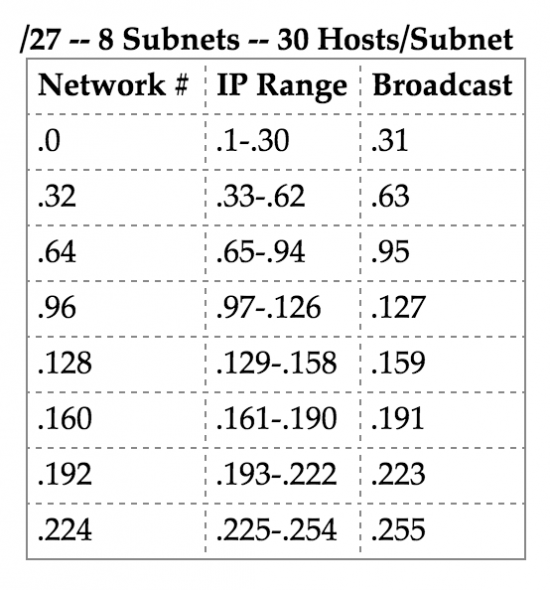 /27 -- 8 Subnets -- 30 Hosts/Subnet
Network # IP Range Broadcast
.0 .1-.30 .31
.32 .33-.62 .63
.64 .65-.94 .95
.96 .97-.126 .127
.128 .129-.158 .159
.160 .161-.190 .191
.192 .193-.222 .223
.224 .225-.254 .255